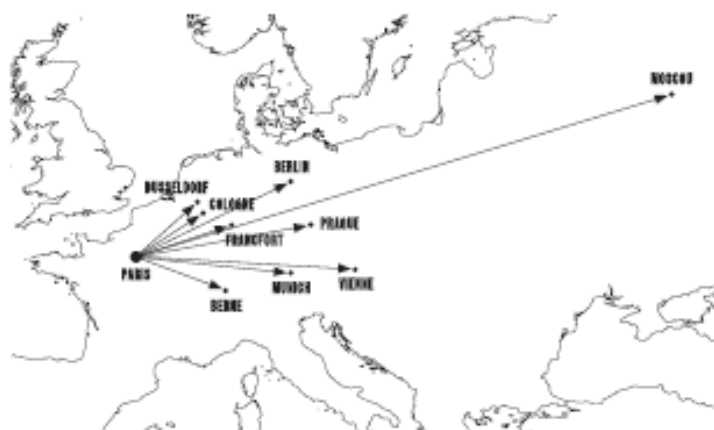 MOSCOU
BERLIN
DUSSELDORF
COLOGNE
PRAGUE
FRANCFORT
PARIS
MUNICH
VIENNE
BERNE